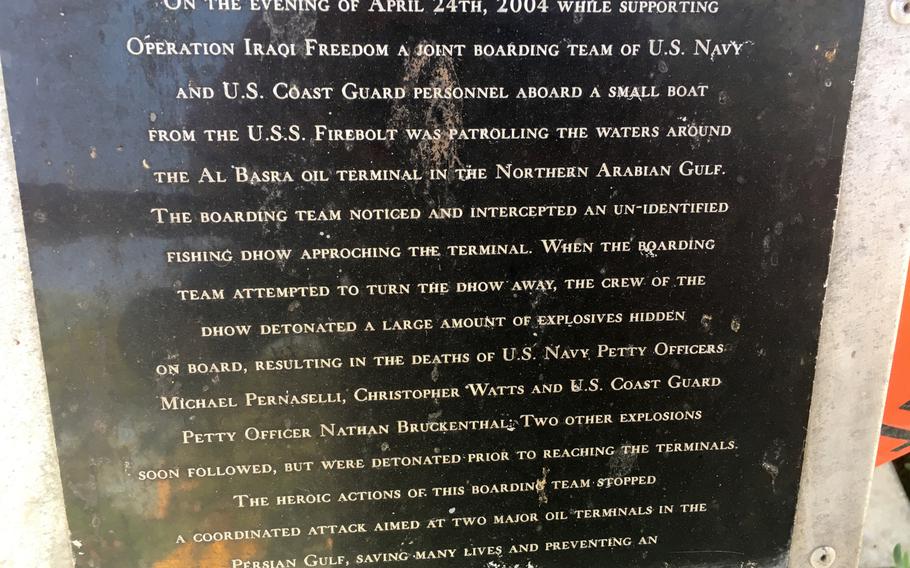 On the evening of April 24th, 2004 while supporting
Operation Iraqi Freedom a joint boarding team of U.S. Navy
and U.S. Coast Guard personnel aboard a small boat
from the U.S.S. Firebolt was patrolling the waters around
the Al Basra oil terminal in the Northern Arabian Gulf.
The boarding team noticed and intercepted an un-identified
fishing dhow approching the terminal. When the boarding
team attempted to turn the dhow away, the crew of the
dhow detonated a large amount of explosives hidden
on board, resulting in the deaths of U.S. Navy Petty Officers
Michael Pernaselli, Christopher Watts and U.S. Coast Guard
Petty Officer Nathan Bruckenthal. Two other explosions
soon followed, but were detonated prior to reaching the terminals.
The heroic actions of this boarding team stopped
a coordinated attack aimed at two major oil terminals in the
Persian Gulf, saving many lives and preventing an